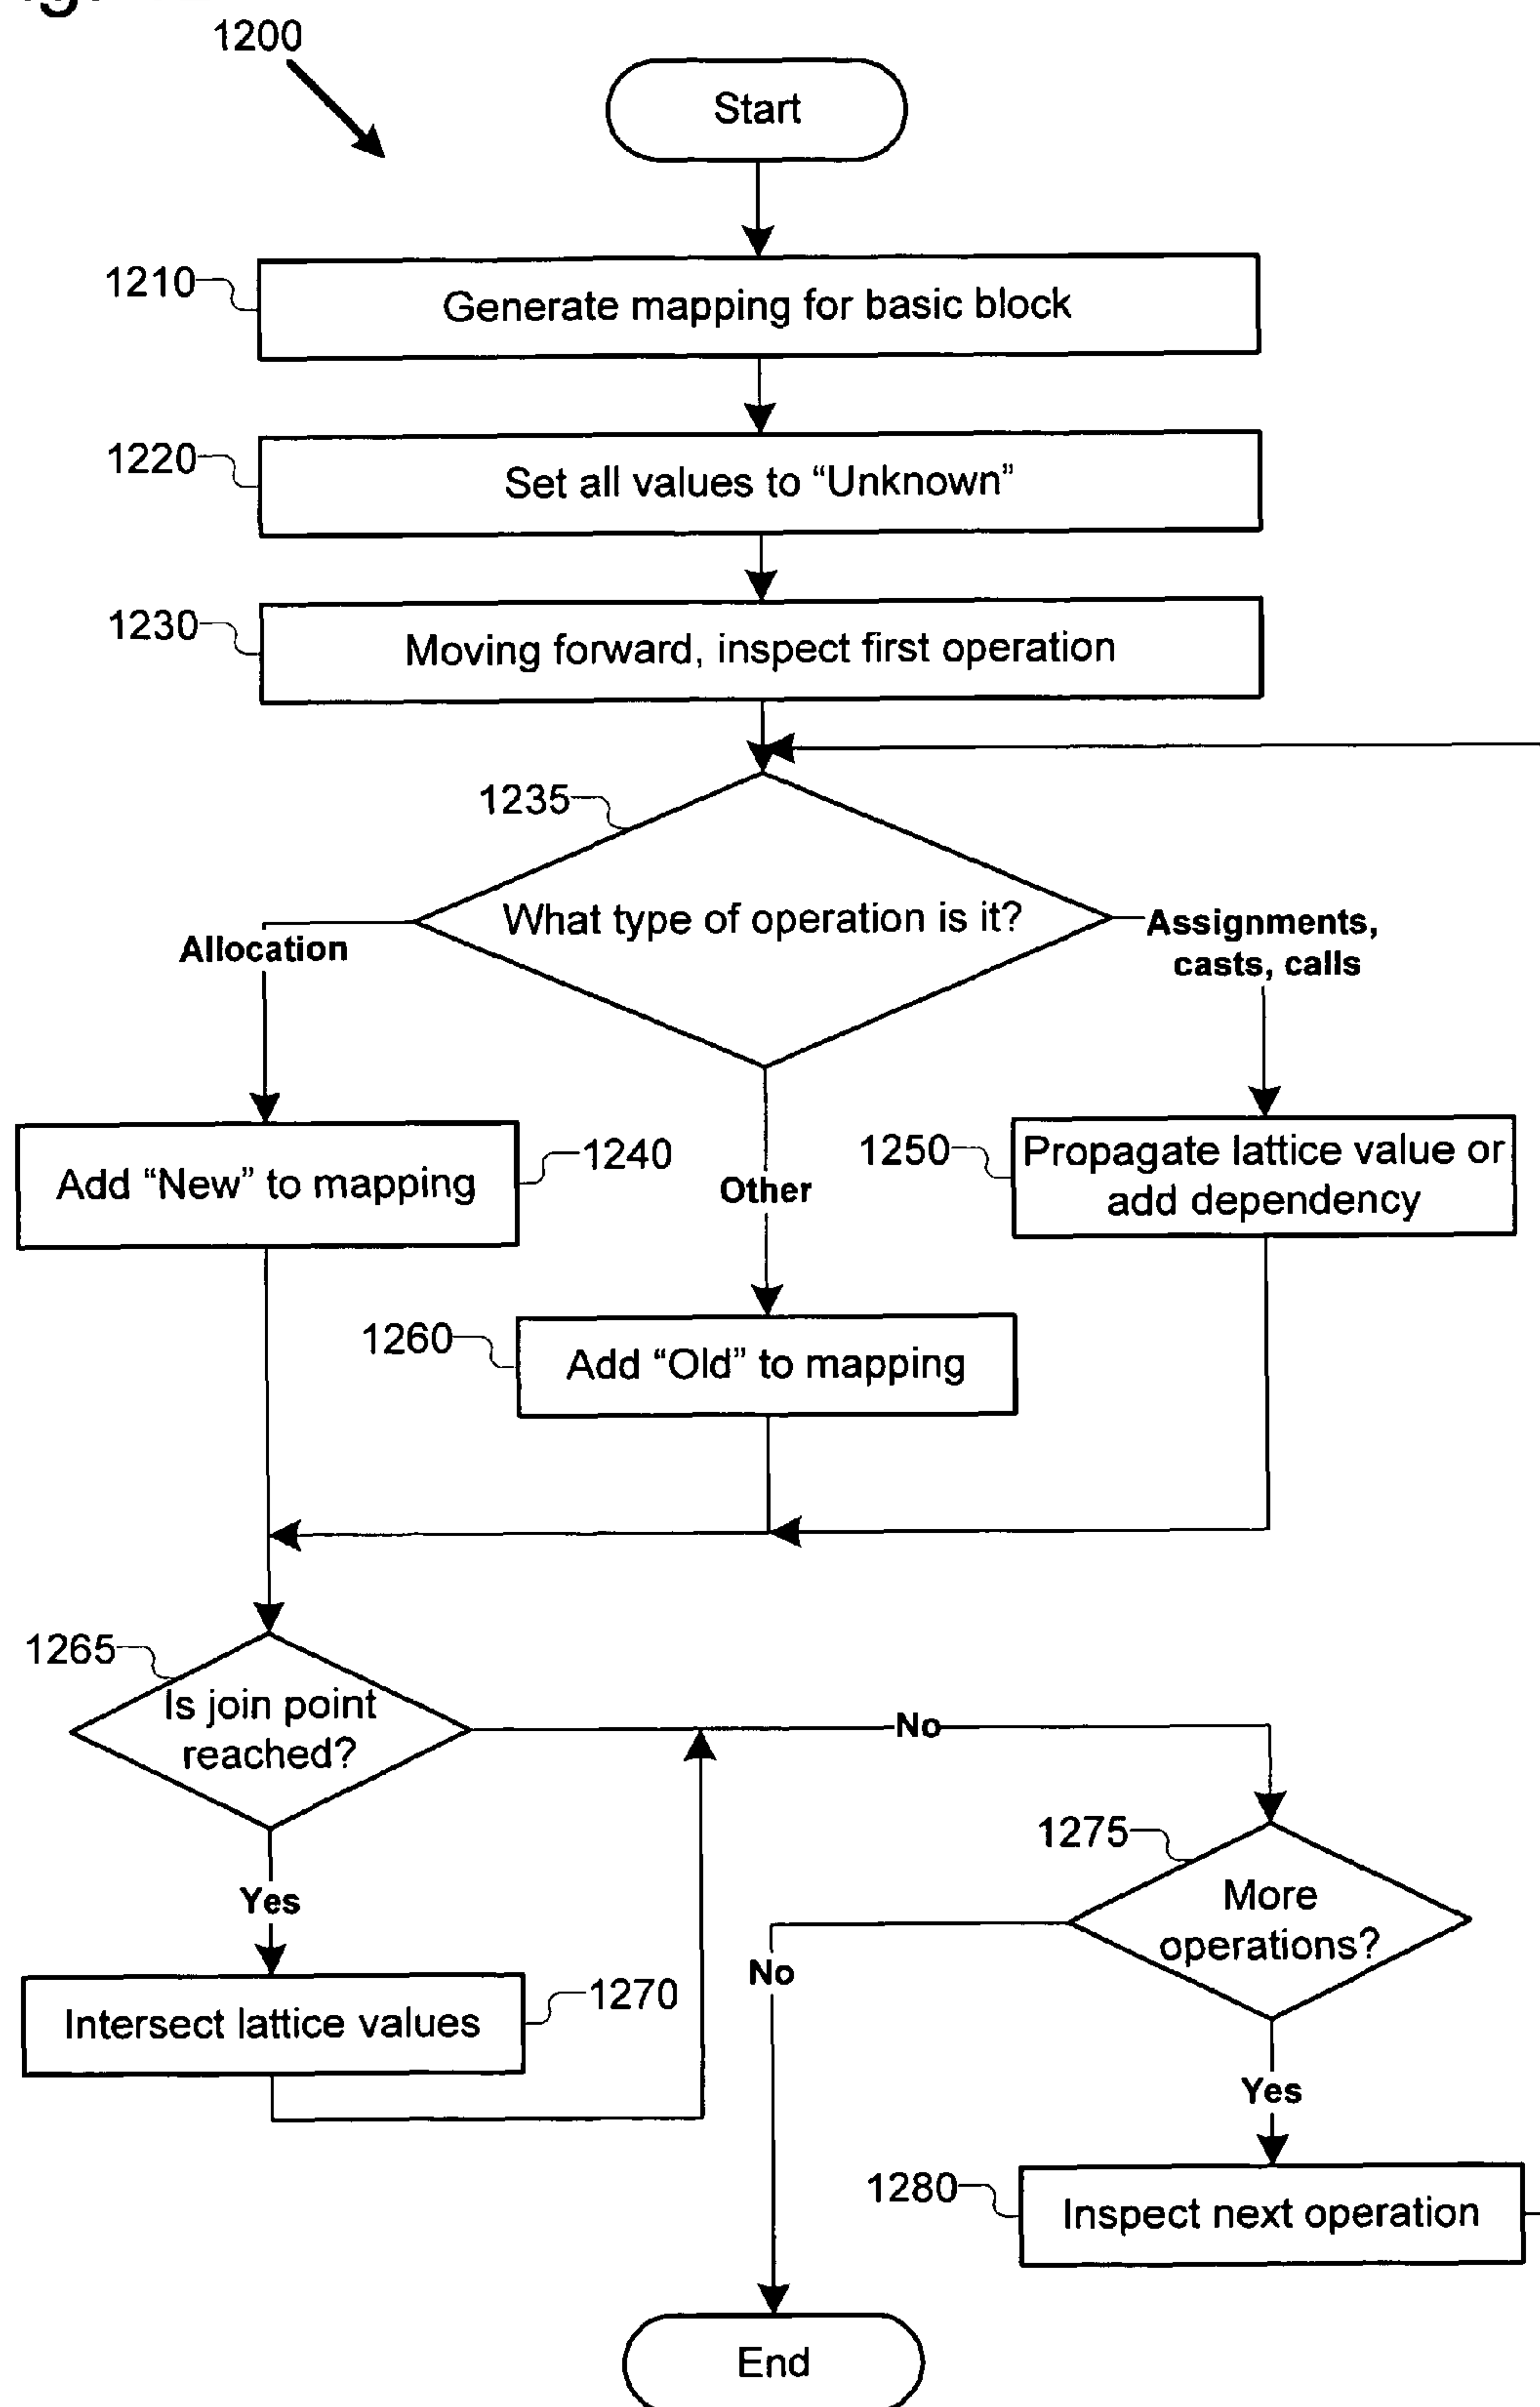 1200
Start
1210
Generate mapping for basic block
1220
Set all values to “Unknown”
1230
Moving forward, inspect first operation
1235
What type of operation is it?
Allocation
Assignments,
casts, calls
Add “New” to mapping
1240
Other
1250
Propagate lattice value or
add dependency
1260
Add “Old” to mapping
1265
Is join point
reached?
No
Yes
1275
More
operations?
No
Intersect lattice values
1270
Yes
1280
Inspect next operation
End